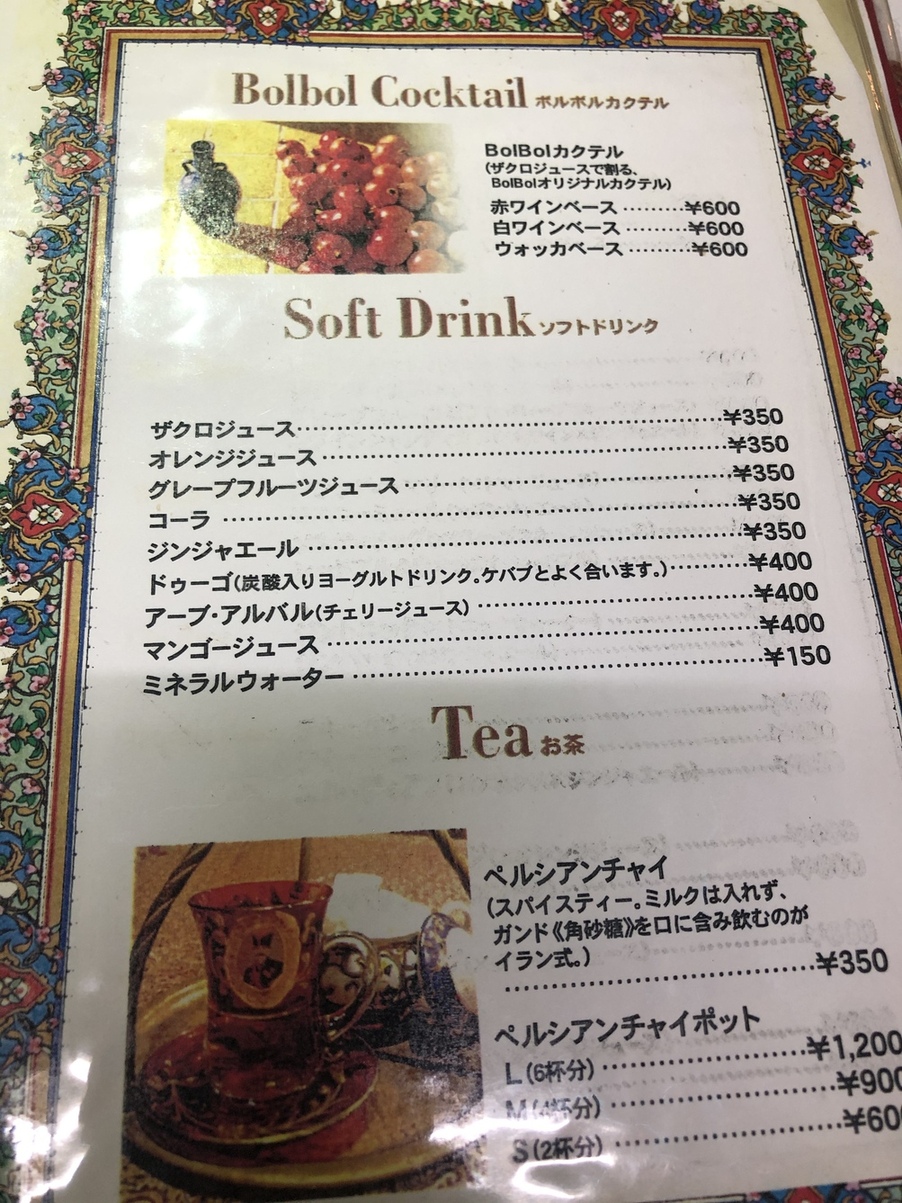 Bolbol Cocktail ボルボルカクテル
BolBolカクテル
(ザクロジュースで割る、
BolBolオリジナルカクテル)
赤ワインベース ………¥600
白ワインベース ………¥600
ウォッカベース ………¥600
Soft Drink ソフトドリンク
ザクロジュース……………………………………………¥350
オレンジジュース …………………………………………¥350
グレープフルーツジュース …………………………………¥350
コーラ ………………………………………………………¥350
ジンジャエール ……………………………………………¥350
ドゥーゴ(炭酸入りヨーグルトドリンク。ケバブとよく合います。)…………¥400
アーブ・アルバル(チェリージュース) ……………………………¥400
マンゴージュース ……………………………………………¥400
ミネラルウォーター …………………………………………¥150
Tea お茶
ペルシアンチャイ
(スパイスティー。ミルクは入れず、
ガンド《角砂糖》を口に含み飲むのが
イラン式。)
………………………………¥350
ペルシアンチャイポット
L(6杯分) ……………………¥1,200
M(4杯分) ……………………¥900
S(2杯分) ……………………¥600